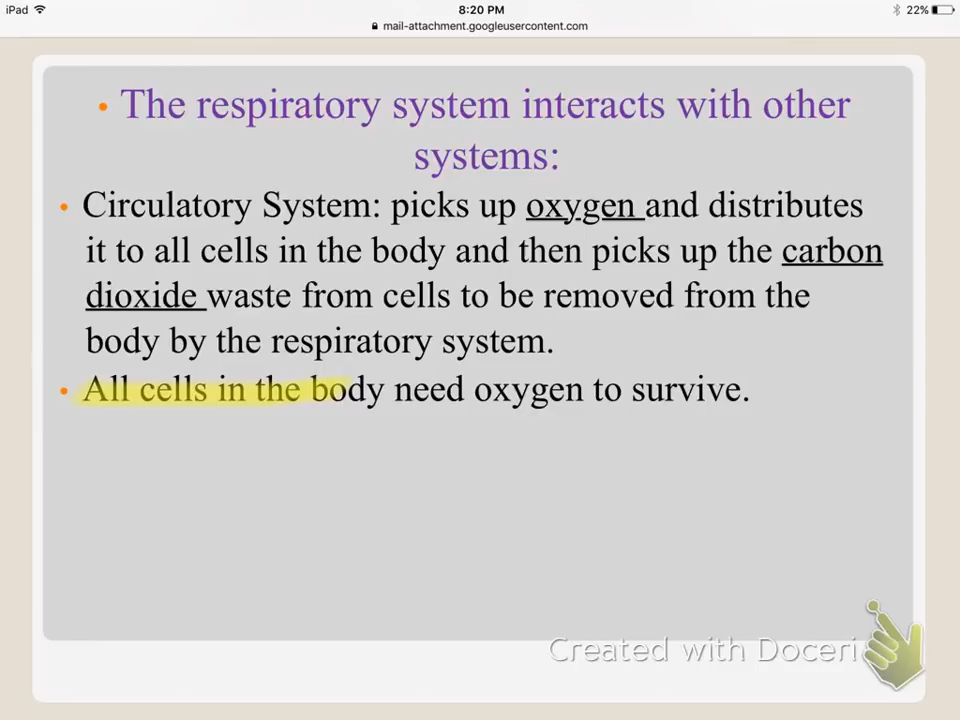 iPad 8:20 PM 22%
mail-attachment.googleusercontent.com
• The respiratory system interacts with other
systems:
• Circulatory System: picks up oxygen and distributes
it to all cells in the body and then picks up the carbon
dioxide waste from cells to be removed from the
body by the respiratory system.
• All cells in the body need oxygen to survive.
Created with Doceri